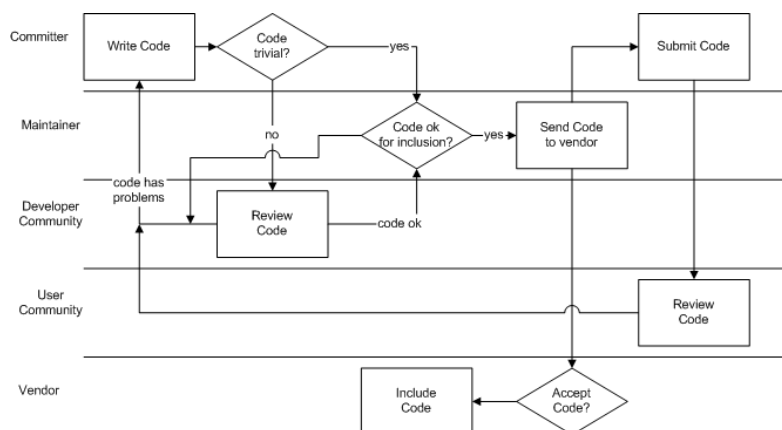 Committer
Write Code
Code
trivial?
yes
Submit Code
Maintainer
no
Code ok
for inclusion?
yes
Send Code
to vendor
code has
problems
Developer
Community
Review
Code
code ok
User
Community
Review
Code
Vendor
Include
Code
Accept
Code?